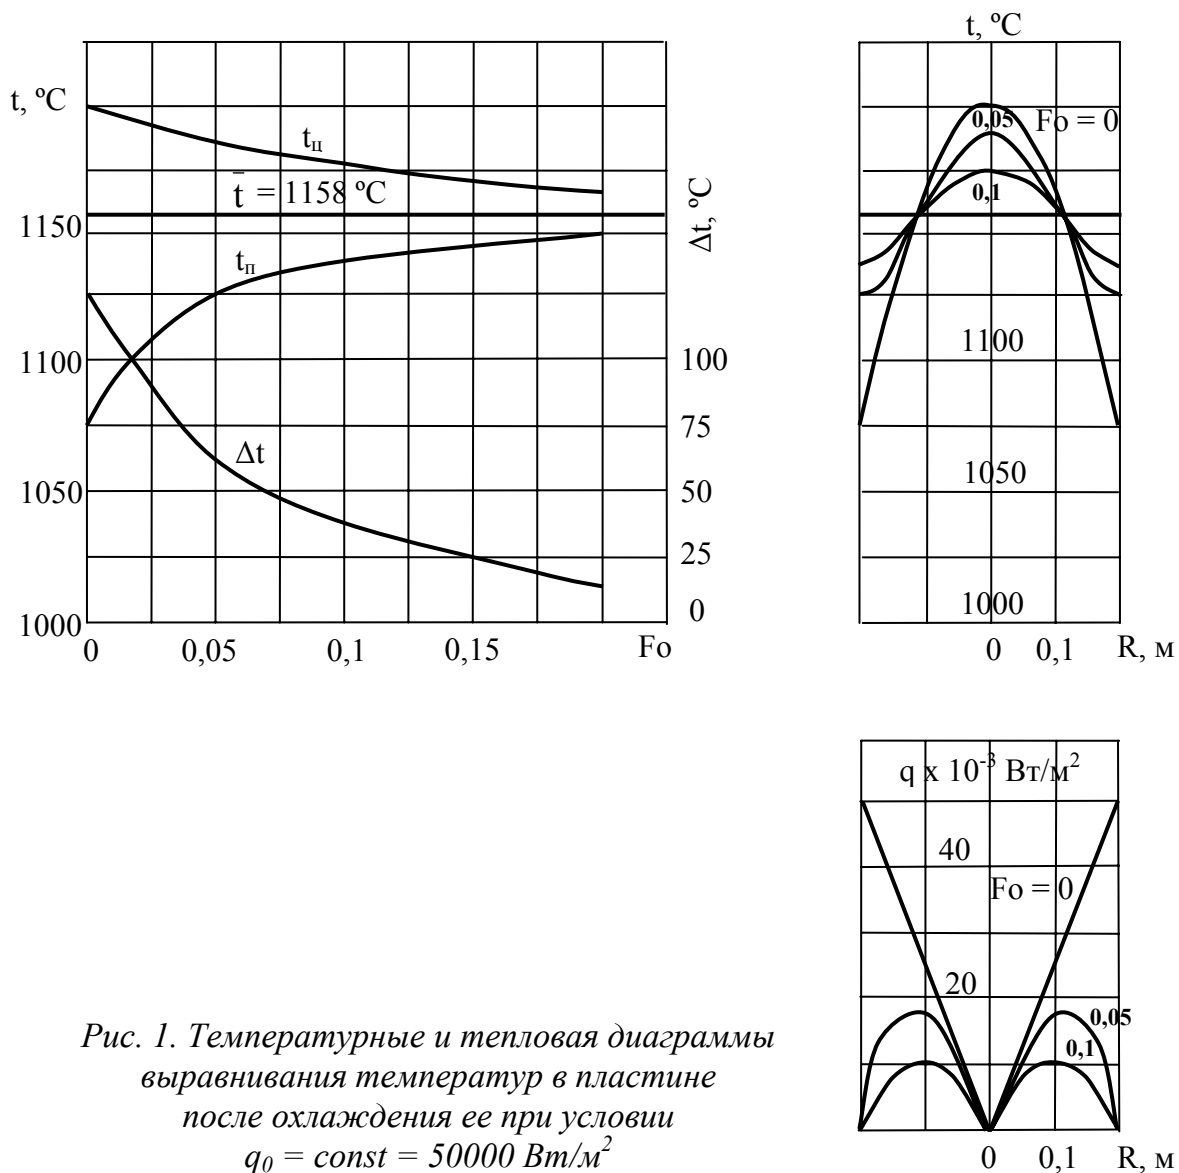 t, ºC
t, ºC
tц
t̄ = 1158 ºC
1150
tп
Δt, ºC
1100
100
75
Δt
1050
50
25
0
1000
0
0,05
0,1
0,15
Fo
0,05
Fo = 0
0,1
1100
1050
1000
0
0,1
R, м
q x 10⁻³ Вт/м²
40
Fo = 0
20
0,05
0,1
0
0,1
R, м
Рис. 1. Температурные и тепловая диаграммы
выравнивания температур в пластине
после охлаждения ее при условии
q₀ = const = 50000 Вт/м²